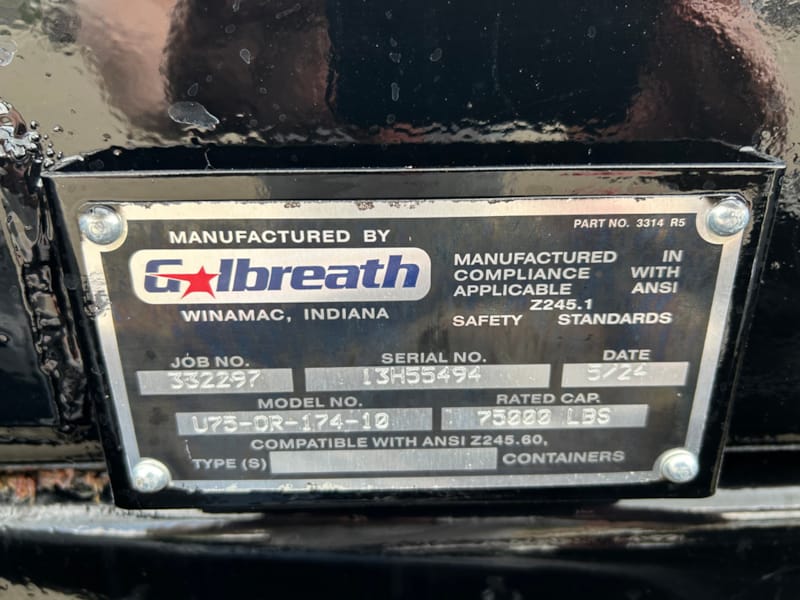 PART NO. 3314 R5
MANUFACTURED BY
Galbreath
WINAMAC, INDIANA
MANUFACTURED IN
COMPLIANCE WITH
APPLICABLE ANSI
Z245.1
SAFETY STANDARDS
JOB NO. SERIAL NO. DATE
332297 13H55494 5/24
MODEL NO. RATED CAP.
U75-OR-174-10 75000 LBS
COMPATIBLE WITH ANSI Z245.60,
TYPE (S) CONTAINERS